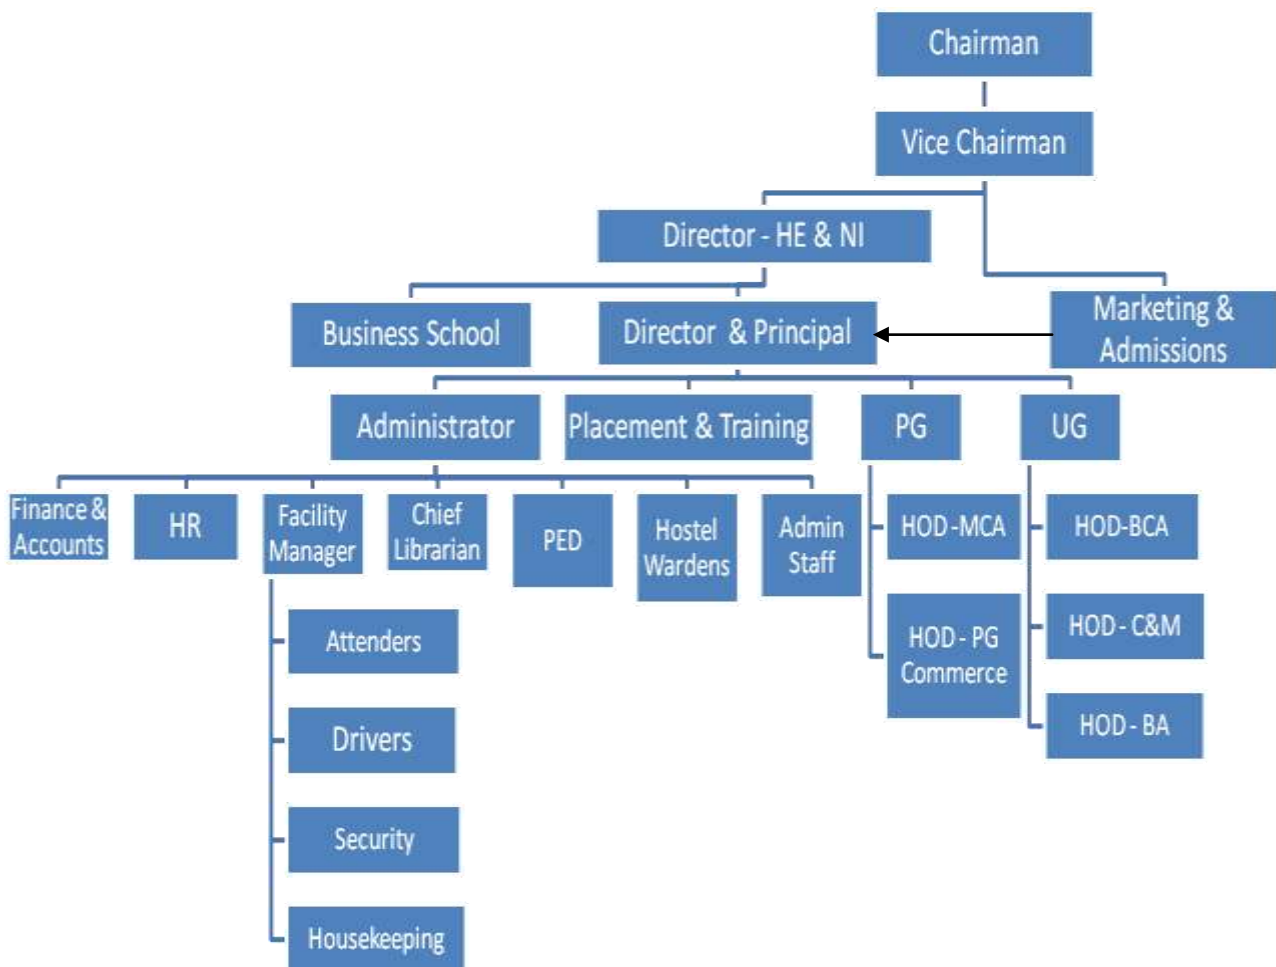 Chairman
Vice Chairman
Director - HE & NI
Business School
Director & Principal
Marketing &
Admissions
Administrator
Placement & Training
PG
UG
Finance &
Accounts
HR
Facility
Manager
Chief
Librarian
PED
Hostel
Wardens
Admin
Staff
HOD -MCA
HOD-BCA
Attenders
HOD - PG
Commerce
HOD - C&M
Drivers
HOD - BA
Security
Housekeeping